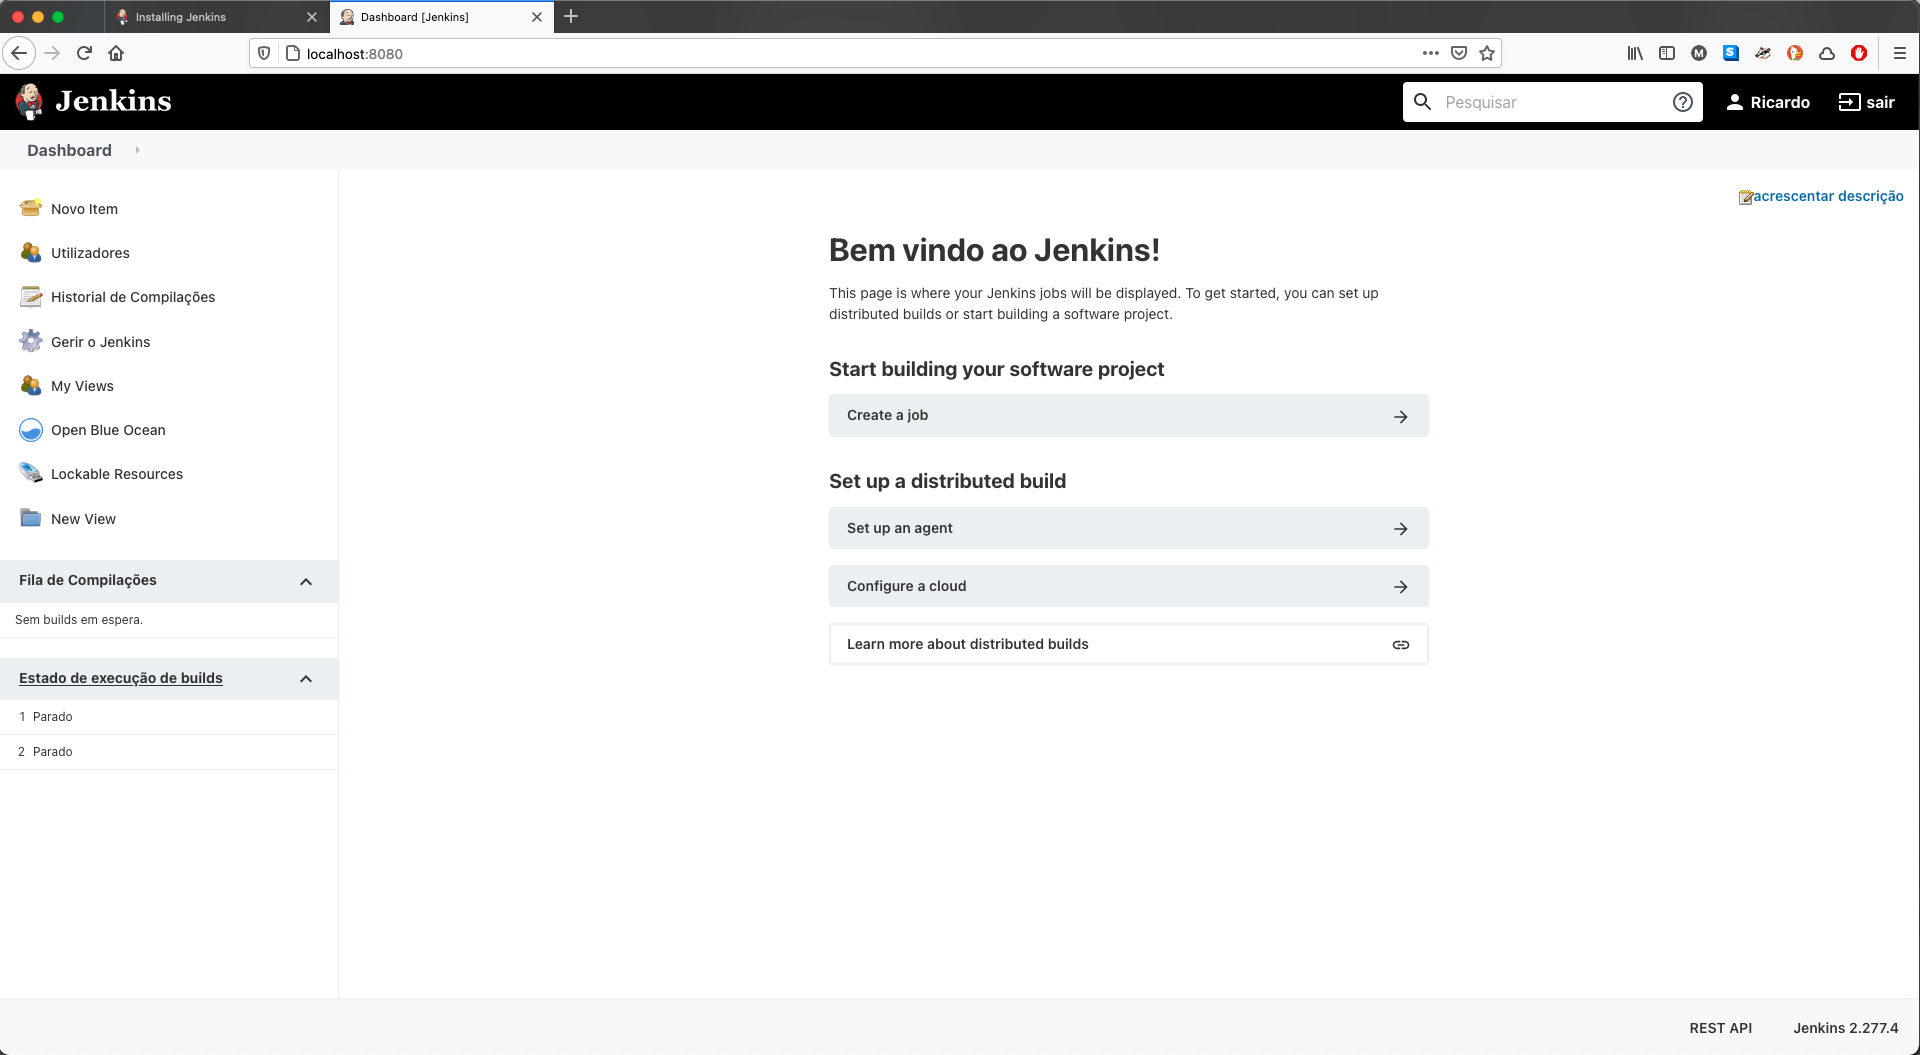 Installing Jenkins
Dashboard [Jenkins]
localhost:8080
Jenkins
Pesquisar
Ricardo
sair
Dashboard
acrescentar descrição
Novo Item
Utilizadores
Historial de Compilações
Gerir o Jenkins
My Views
Open Blue Ocean
Lockable Resources
New View
Fila de Compilações
Sem builds em espera.
Estado de execução de builds
1 Parado
2 Parado
Bem vindo ao Jenkins!
This page is where your Jenkins jobs will be displayed. To get started, you can set up
distributed builds or start building a software project.
Start building your software project
Create a job
Set up a distributed build
Set up an agent
Configure a cloud
Learn more about distributed builds
REST API
Jenkins 2.277.4